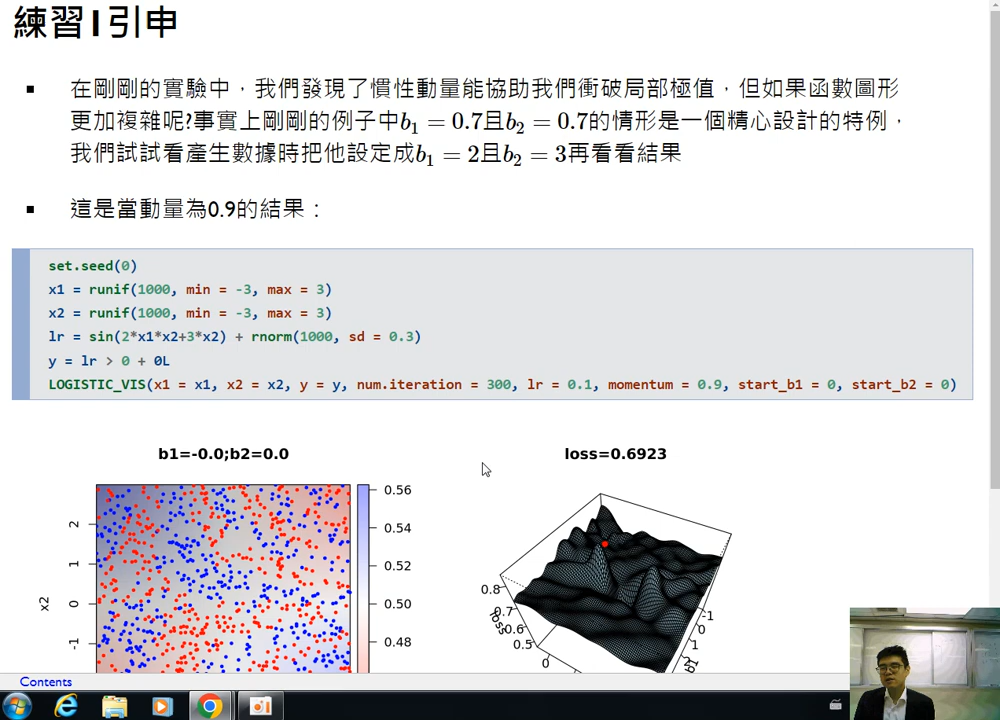 練習1引申
▪ 在剛剛的實驗中，我們發現了慣性動量能協助我們衝破局部極值，但如果函數圖形
更加複雜呢?事實上剛剛的例子中b₁ = 0.7且b₂ = 0.7的情形是一個精心設計的特例，
我們試試看產生數據時把他設定成b₁ = 2且b₂ = 3再看看結果
▪ 這是當動量為0.9的結果：
set.seed(0)
x1 = runif(1000, min = -3, max = 3)
x2 = runif(1000, min = -3, max = 3)
lr = sin(2*x1*x2+3*x2) + rnorm(1000, sd = 0.3)
y = lr > 0 + 0L
LOGISTIC_VIS(x1 = x1, x2 = x2, y = y, num.iteration = 300, lr = 0.1, momentum = 0.9, start_b1 = 0, start_b2 = 0)
b1=-0.0;b2=0.0
loss=0.6923
0.56
0.54
0.52
0.50
0.48
2
1
0
-1
x2
0.8
0.7
0.6
0.5
loss
0
-1
0
1
2
b1
Contents